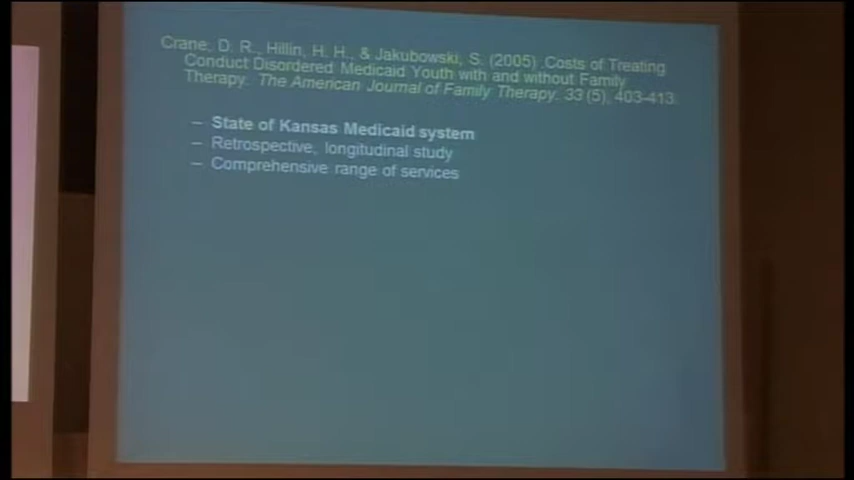 Crane, D. R., Hillin, H. H., & Jakubowski, S. (2005) .Costs of Treating
Conduct Disordered Medicaid Youth with and without Family
Therapy. The American Journal of Family Therapy. 33 (5), 403-413.
– State of Kansas Medicaid system
– Retrospective, longitudinal study
– Comprehensive range of services